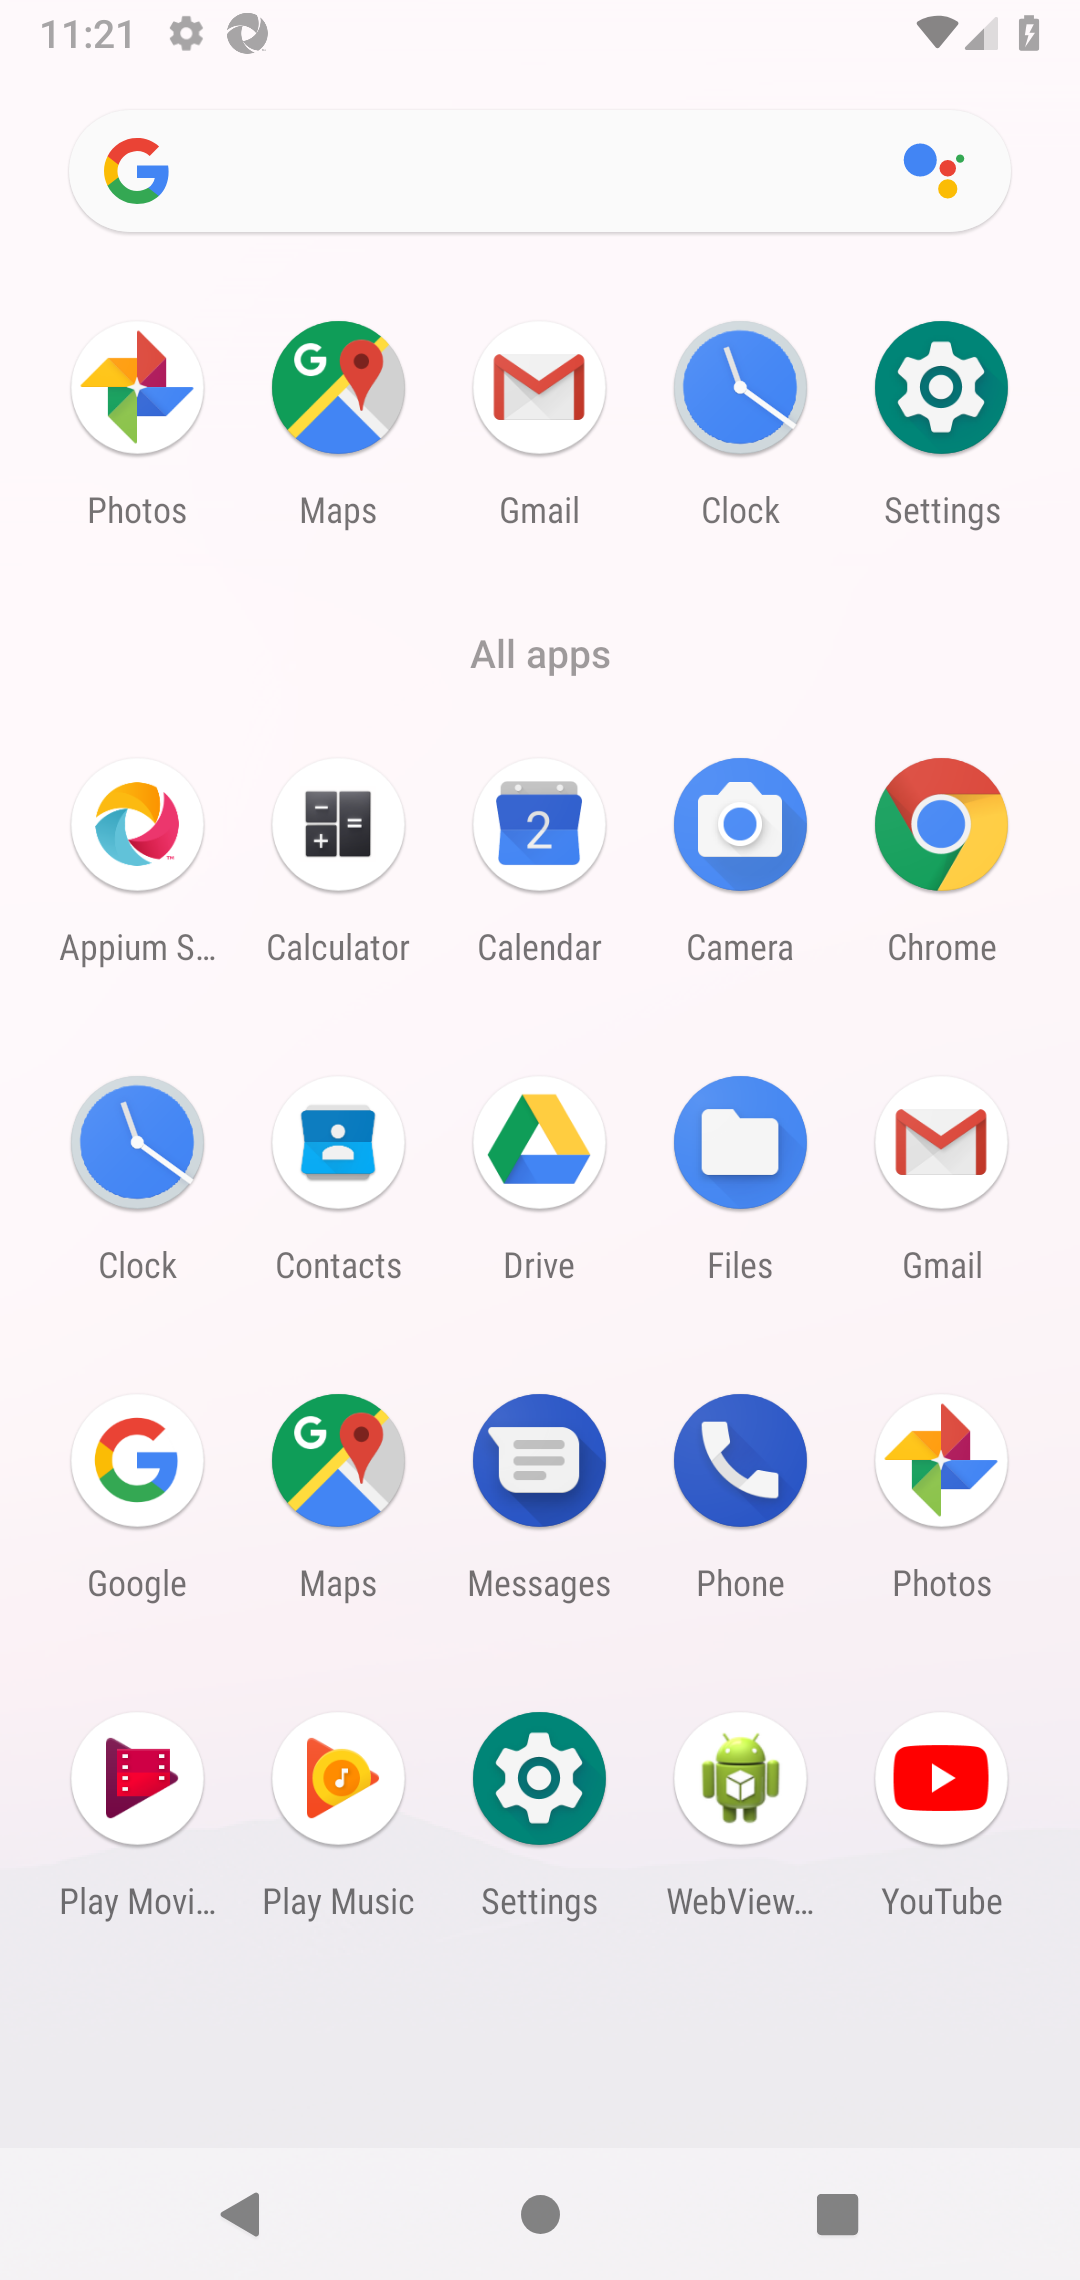 11:21
Photos Maps Gmail Clock Settings
All apps
2
Appium S... Calculator Calendar Camera Chrome
Clock Contacts Drive Files Gmail
Google Maps Messages Phone Photos
Play Movi... Play Music Settings WebView... YouTube